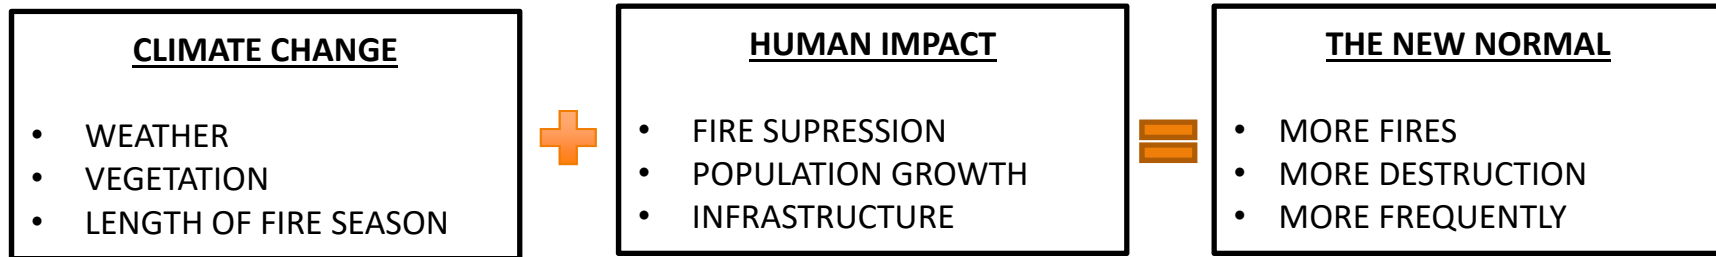 CLIMATE CHANGE
• WEATHER
• VEGETATION
• LENGTH OF FIRE SEASON
HUMAN IMPACT
• FIRE SUPRESSION
• POPULATION GROWTH
• INFRASTRUCTURE
THE NEW NORMAL
• MORE FIRES
• MORE DESTRUCTION
• MORE FREQUENTLY